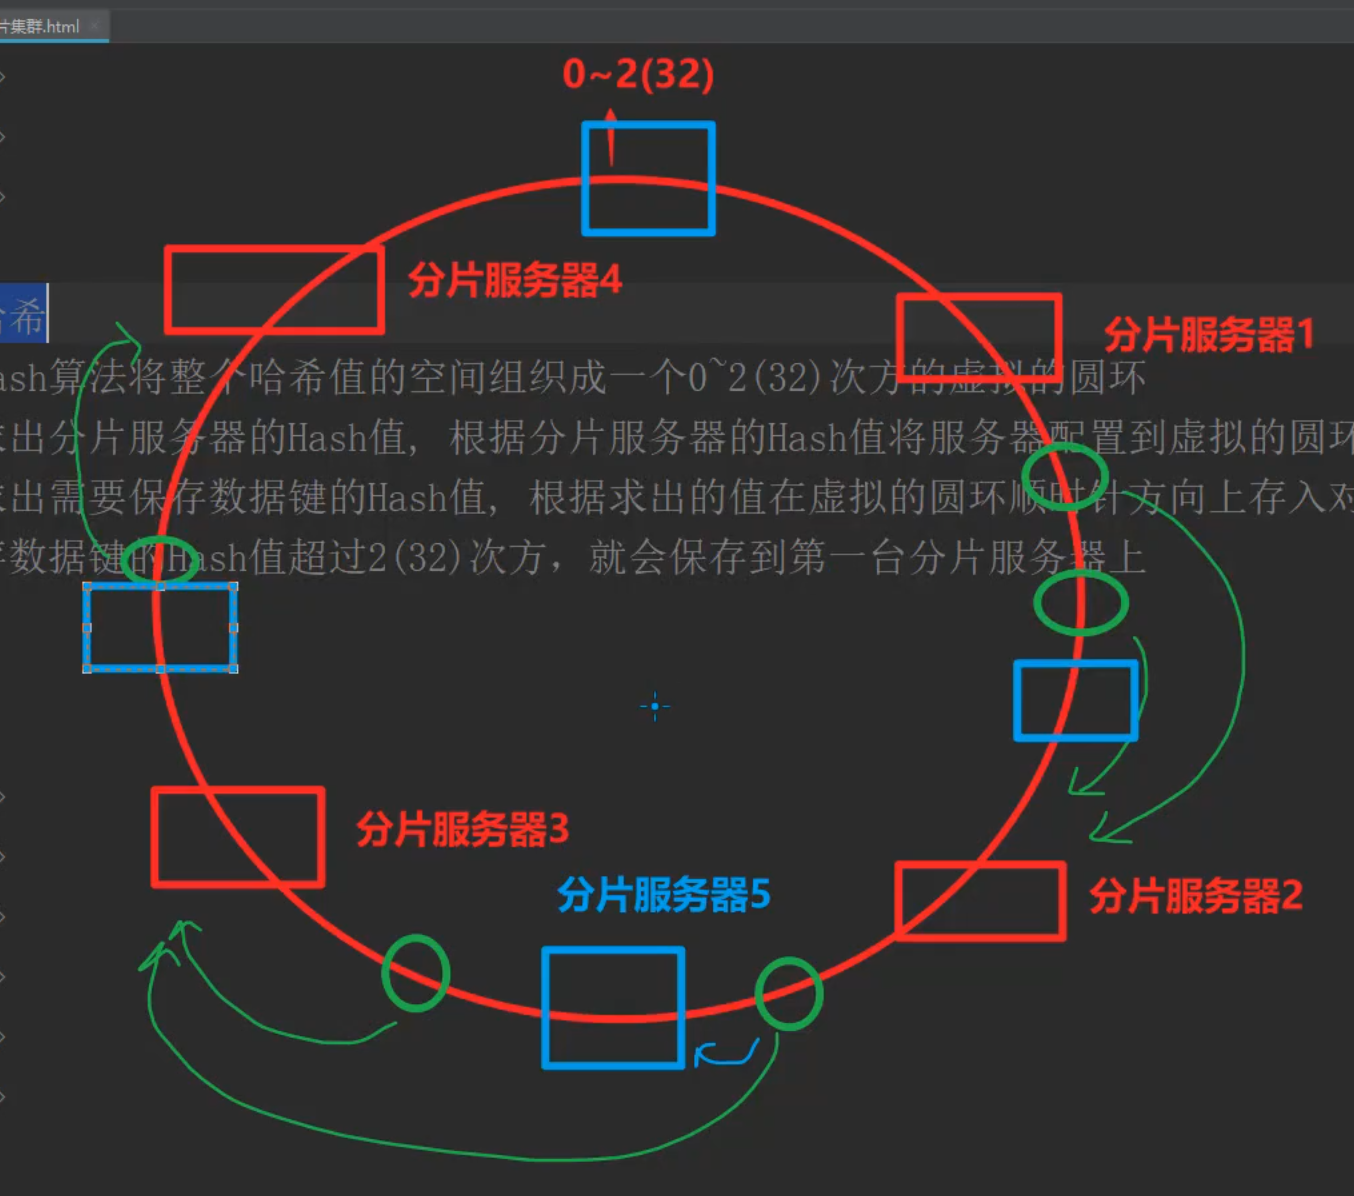 片集群.html
0~2(32)
分片服务器4
分片服务器1
哈希
ash算法将整个哈希值的空间组织成一个0~2(32)次方的虚拟的圆环
求出分片服务器的Hash值, 根据分片服务器的Hash值将服务器配置到虚拟的圆环
求出需要保存数据键的Hash值, 根据求出的值在虚拟的圆环顺时针方向上存入对
存数据键的Hash值超过2(32)次方，就会保存到第一台分片服务器上
分片服务器3
分片服务器5
分片服务器2